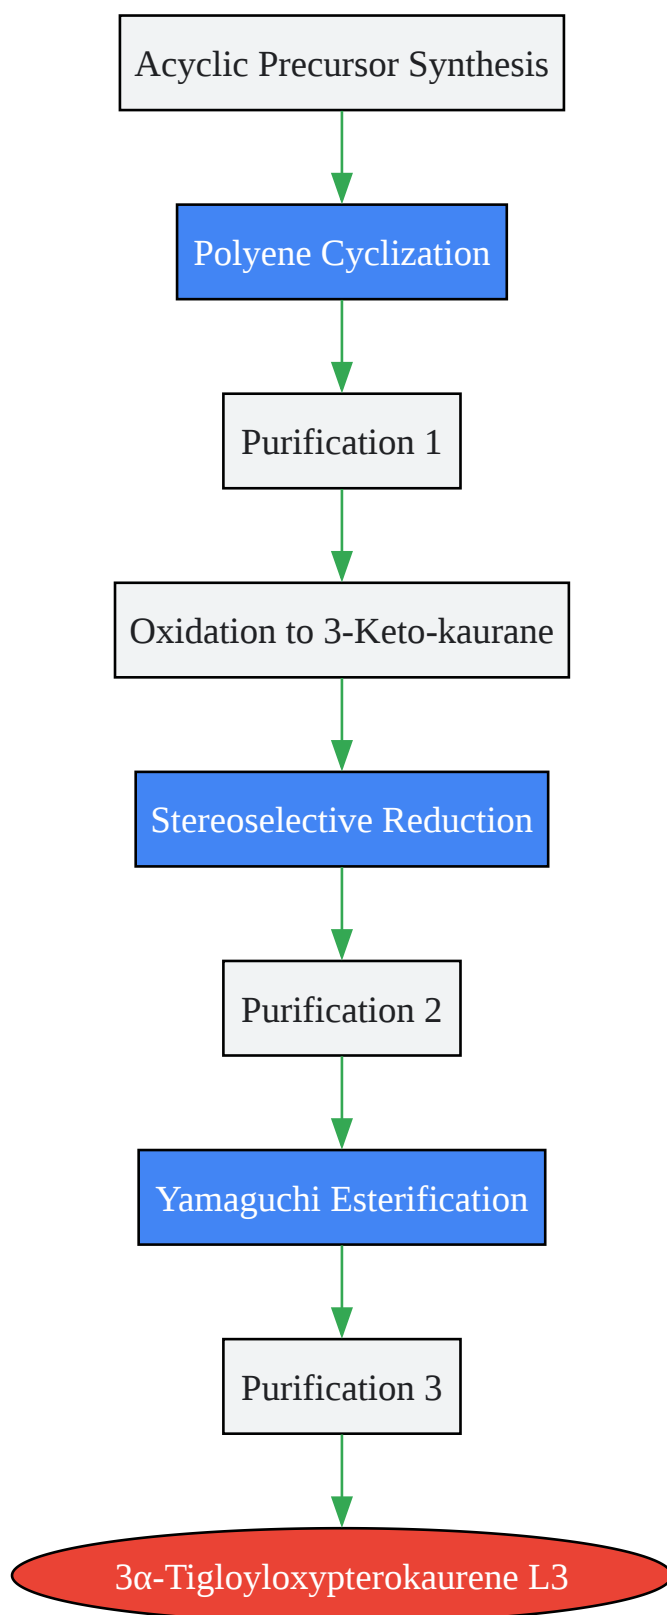 Acyclic Precursor Synthesis
Polyene Cyclization
Purification 1
Oxidation to 3-Keto-kaurane
Stereoselective Reduction
Purification 2
Yamaguchi Esterification
Purification 3
3α-Tigloyloxypterokaurene L3